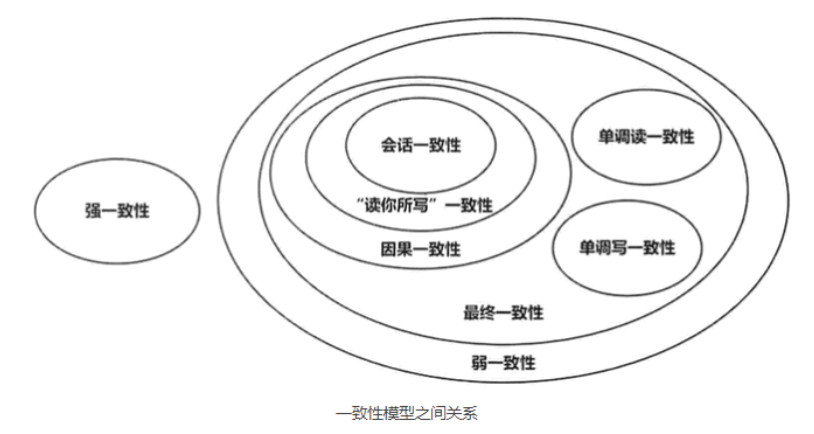 会话一致性
单调读一致性
“读你所写”一致性
强一致性
因果一致性
单调写一致性
最终一致性
弱一致性
一致性模型之间关系